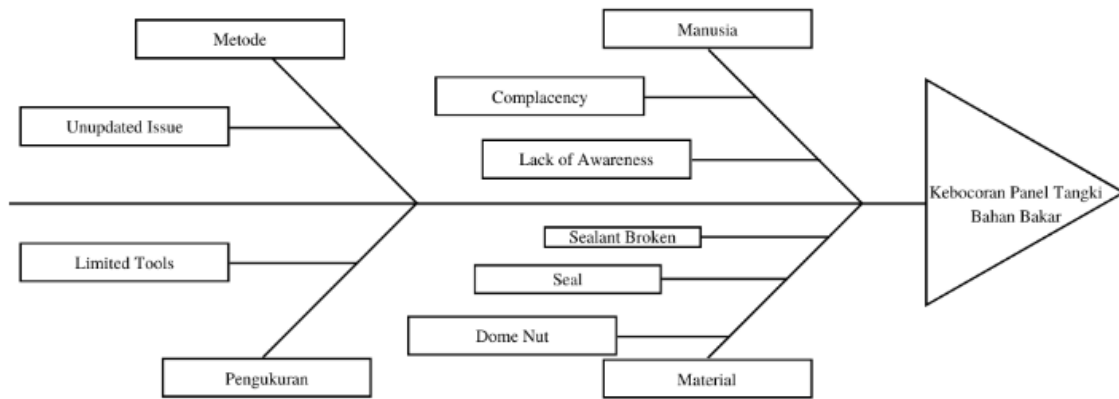 Metode
Manusia
Complacency
Unupdated Issue
Lack of Awareness
Kebocoran Panel Tangki
Bahan Bakar
Sealant Broken
Limited Tools
Seal
Dome Nut
Pengukuran
Material